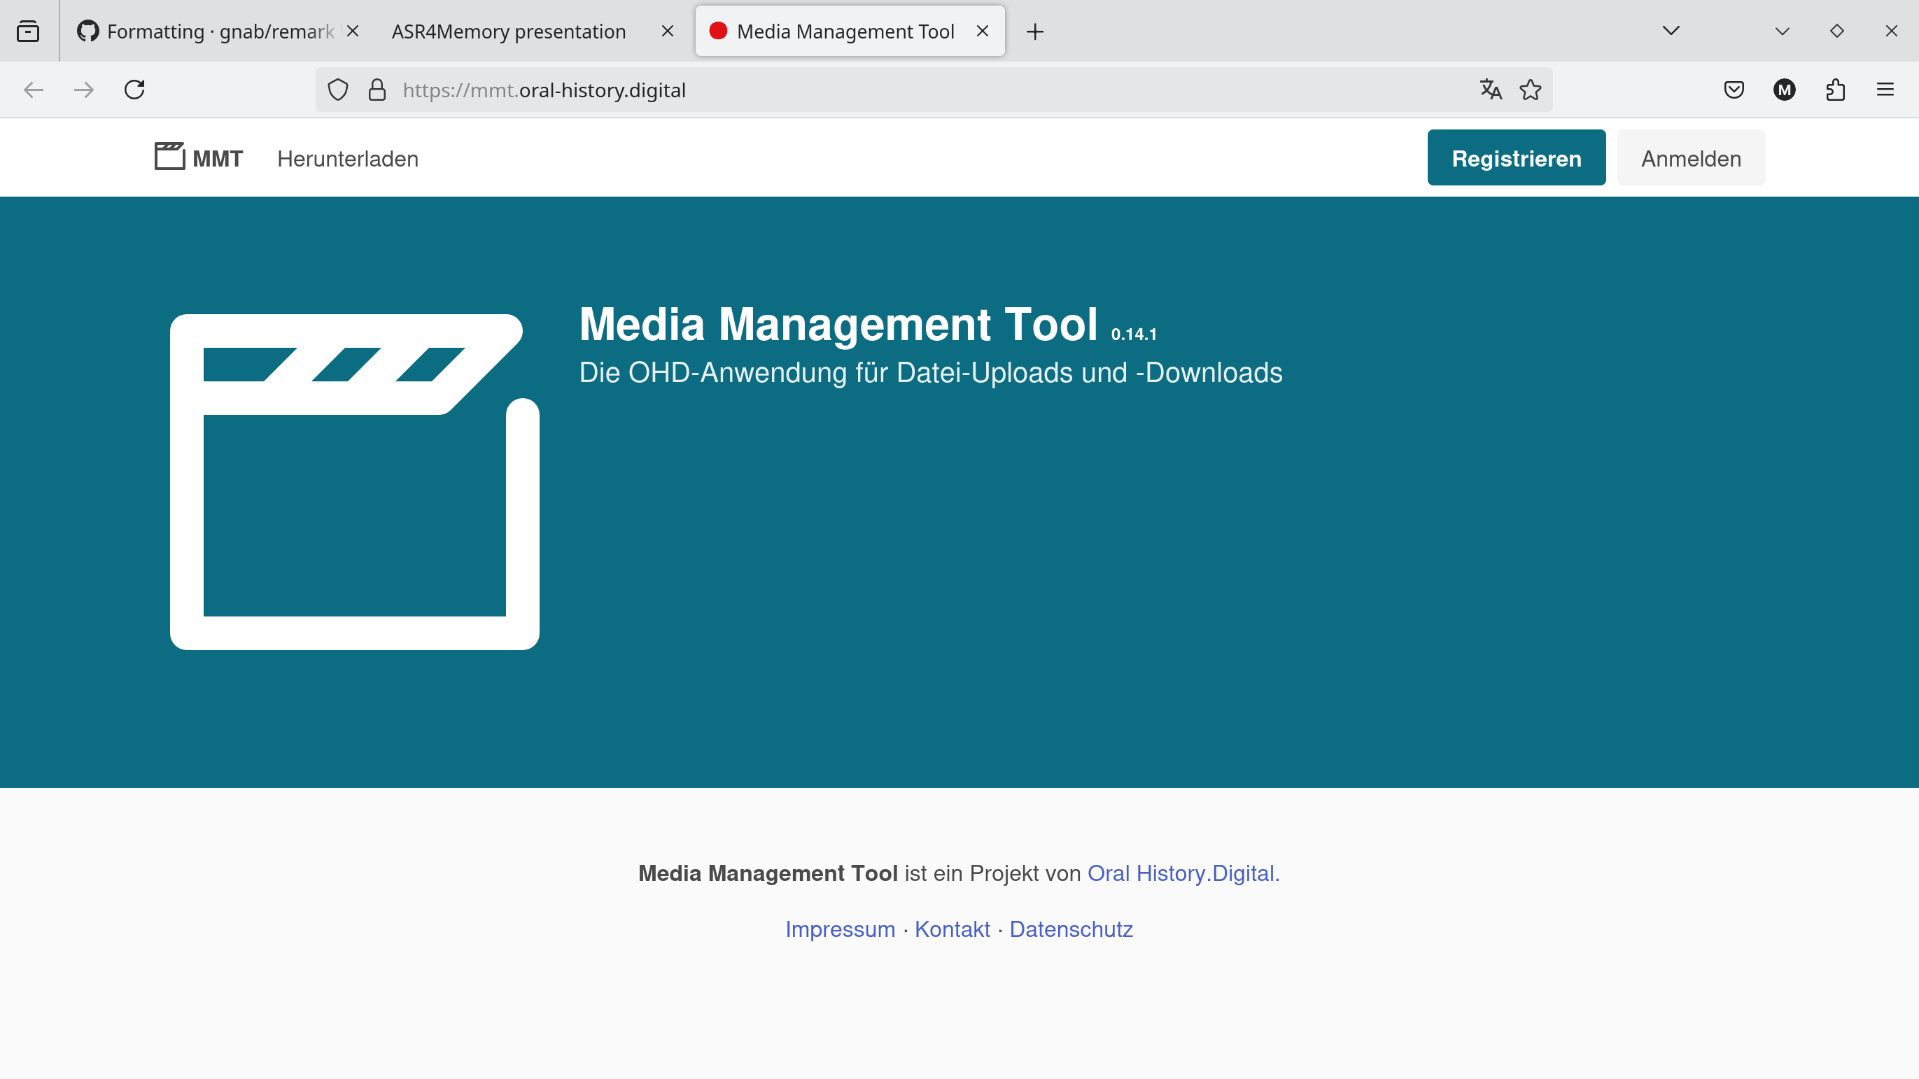 Formatting · gnab/remark
ASR4Memory presentation
Media Management Tool
https://mmt.oral-history.digital
M
MMT
Herunterladen
Registrieren
Anmelden
Media Management Tool 0.14.1
Die OHD-Anwendung für Datei-Uploads und -Downloads
Media Management Tool ist ein Projekt von Oral History.Digital.
Impressum · Kontakt · Datenschutz